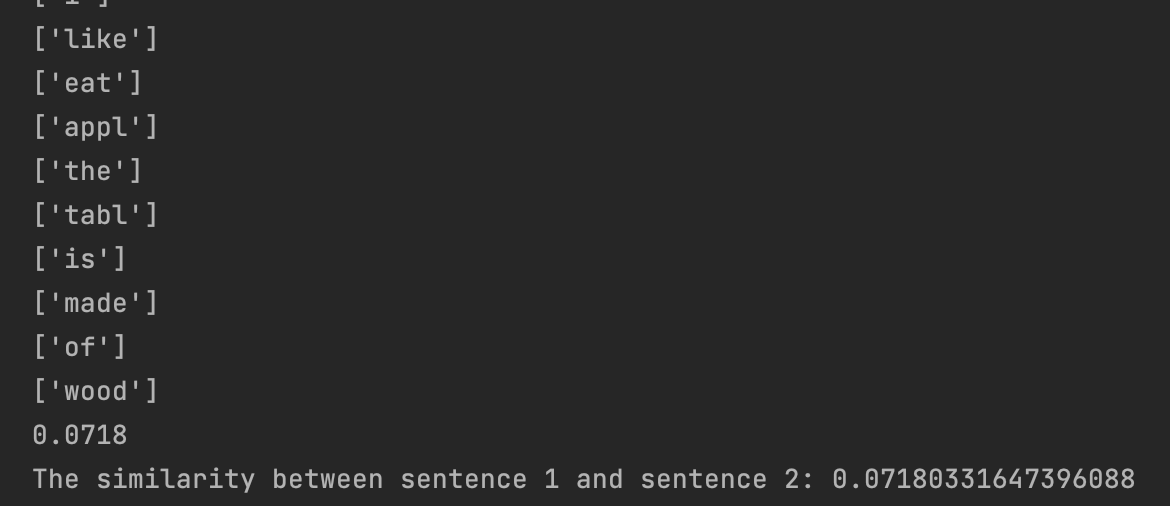 ['like']
['eat']
['appl']
['the']
['tabl']
['is']
['made']
['of']
['wood']
0.0718
The similarity between sentence 1 and sentence 2: 0.07180331647396088